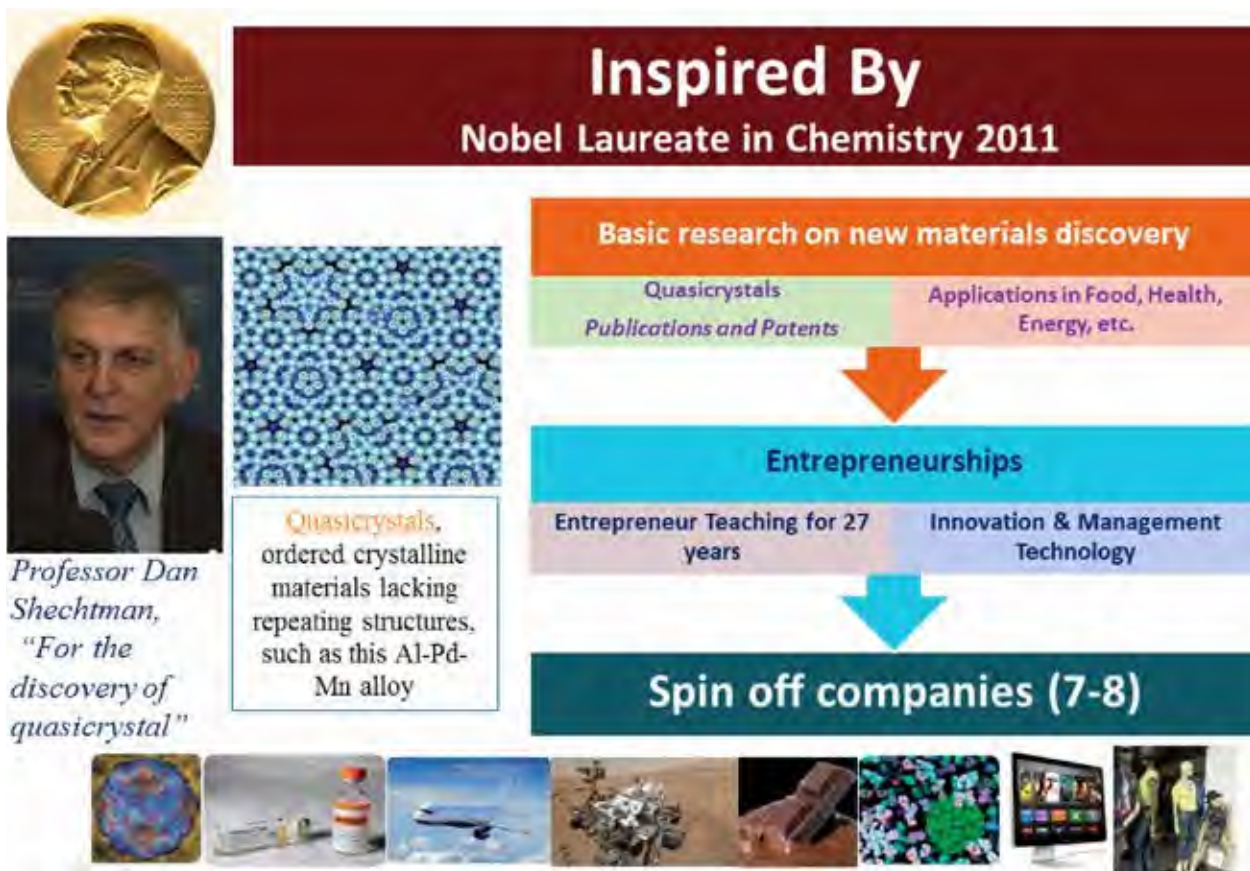 Inspired By
Nobel Laureate in Chemistry 2011
Basic research on new materials discovery
Quasicrystals
Publications and Patents
Applications in Food, Health,
Energy, etc.
Entrepreneurships
Entrepreneur Teaching for 27
years
Innovation & Management
Technology
Spin off companies (7-8)
Quasicrystals,
ordered crystalline
materials lacking
repeating structures,
such as this Al-Pd-
Mn alloy
Professor Dan
Shechtman,
“For the
discovery of
quasicrystal”